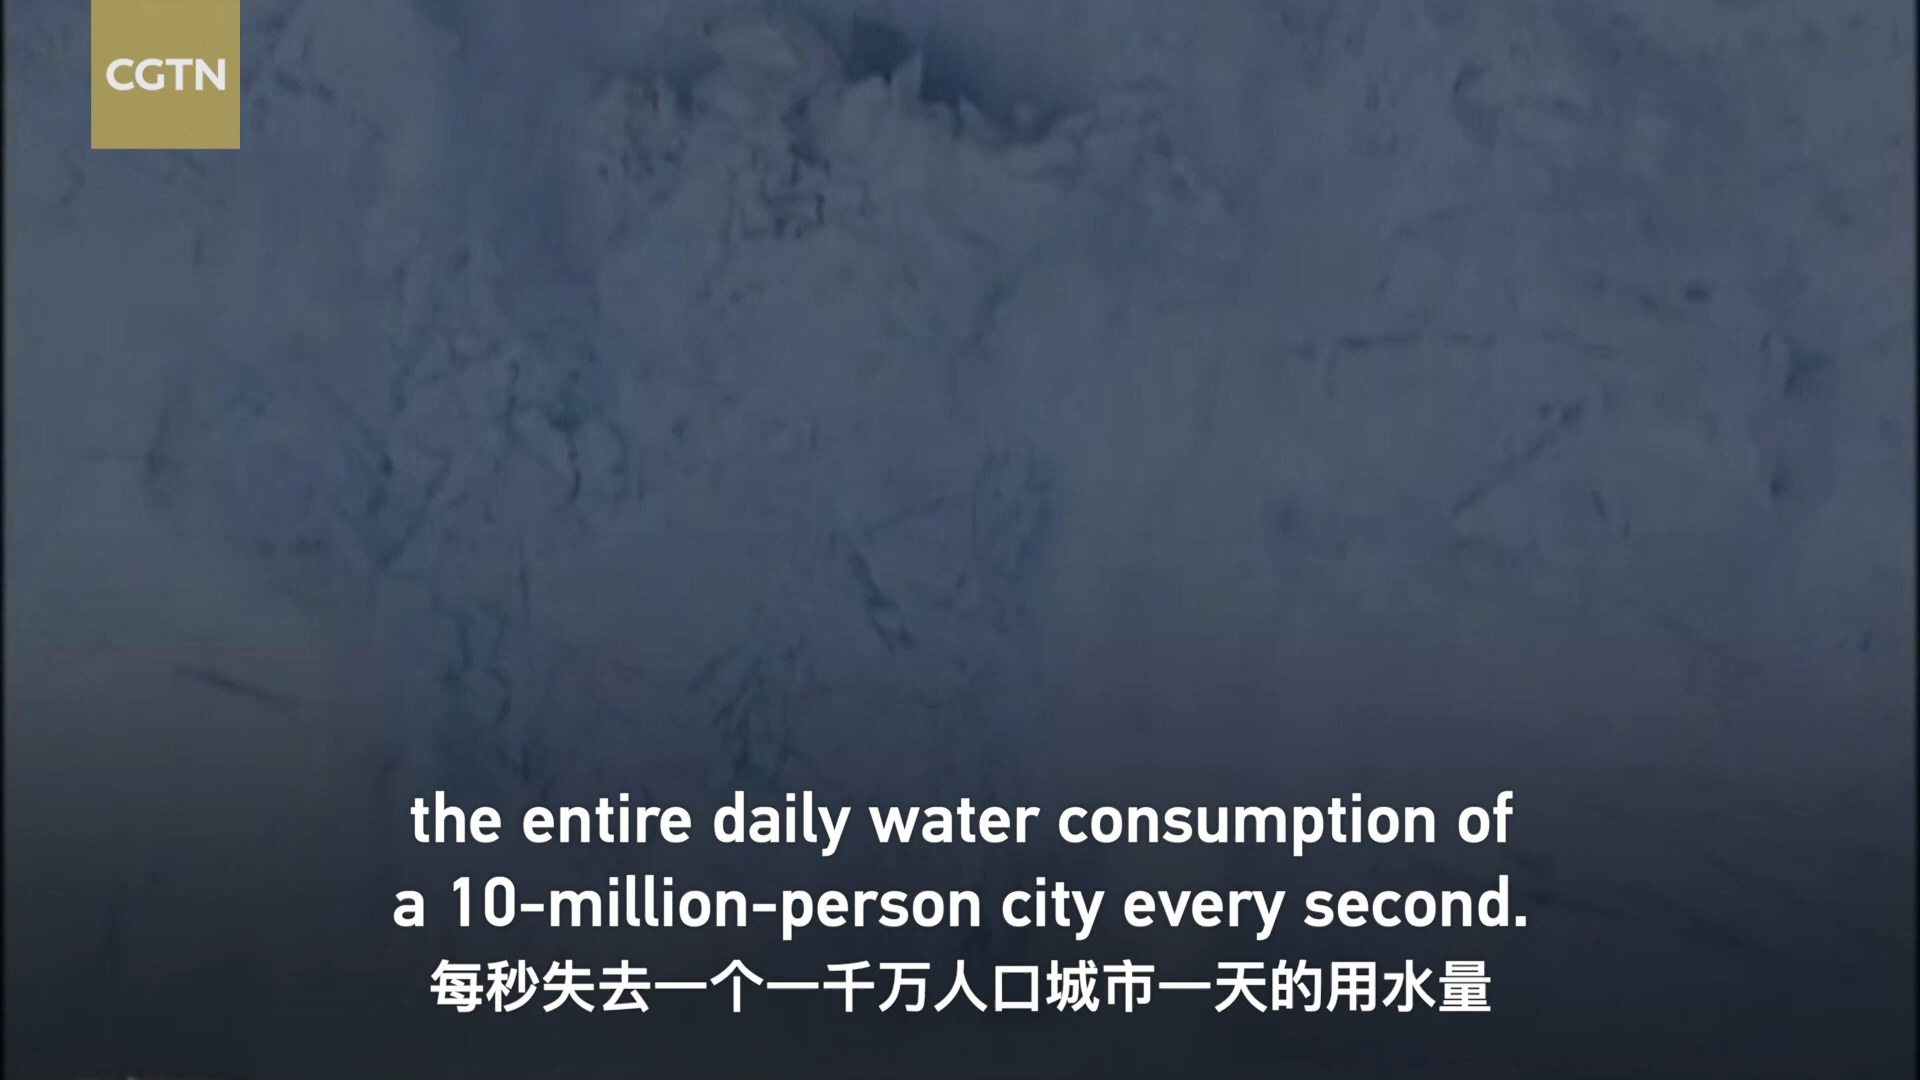 CGTN
the entire daily water consumption of
a 10-million-person city every second.
每秒失去一个一千万人口城市一天的用水量